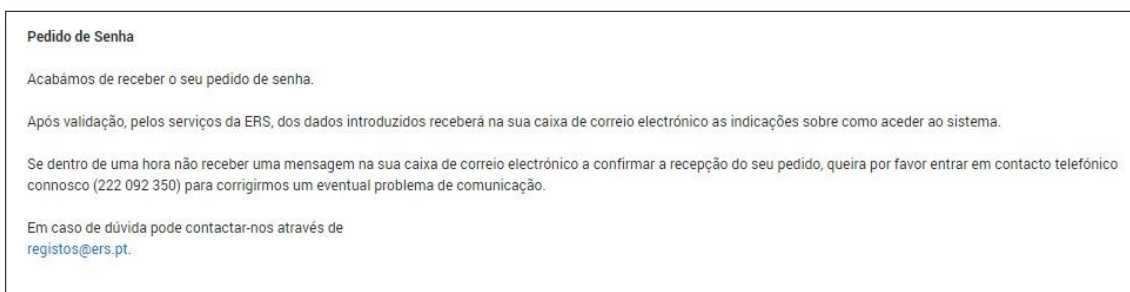 Pedido de Senha
Acabámos de receber o seu pedido de senha.
Após validação, pelos serviços da ERS, dos dados introduzidos receberá na sua caixa de correio electrónico as indicações sobre como aceder ao sistema.
Se dentro de uma hora não receber uma mensagem na sua caixa de correio electrónico a confirmar a recepção do seu pedido, queira por favor entrar em contacto telefónico
connosco (222 092 350) para corrigirmos um eventual problema de comunicação.
Em caso de dúvida pode contactar-nos através de
registos@ers.pt.